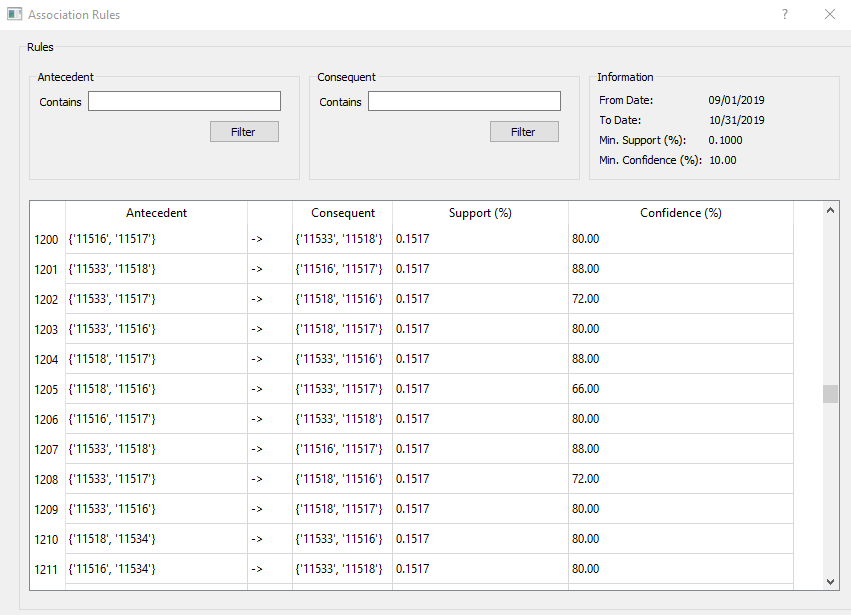 Association Rules
?
Rules
Antecedent
Contains
Filter
Consequent
Contains
Filter
Information
From Date: 09/01/2019
To Date: 10/31/2019
Min. Support (%): 0.1000
Min. Confidence (%): 10.00
Antecedent Consequent Support (%) Confidence (%)
1200 {'11516', '11517'} -> {'11533', '11518'} 0.1517 80.00
1201 {'11533', '11518'} -> {'11516', '11517'} 0.1517 88.00
1202 {'11533', '11517'} -> {'11518', '11516'} 0.1517 72.00
1203 {'11533', '11516'} -> {'11518', '11517'} 0.1517 80.00
1204 {'11518', '11517'} -> {'11533', '11516'} 0.1517 88.00
1205 {'11518', '11516'} -> {'11533', '11517'} 0.1517 66.00
1206 {'11516', '11517'} -> {'11533', '11518'} 0.1517 80.00
1207 {'11533', '11518'} -> {'11516', '11517'} 0.1517 88.00
1208 {'11533', '11517'} -> {'11518', '11516'} 0.1517 72.00
1209 {'11533', '11516'} -> {'11518', '11517'} 0.1517 80.00
1210 {'11518', '11534'} -> {'11533', '11516'} 0.1517 80.00
1211 {'11516', '11534'} -> {'11533', '11518'} 0.1517 80.00